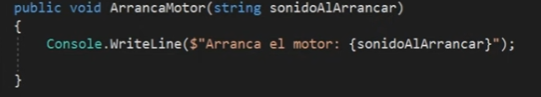 public void ArrancaMotor(string sonidoAlArrancar)
{
Console.WriteLine($"Arranca el motor: {sonidoAlArrancar}");
}